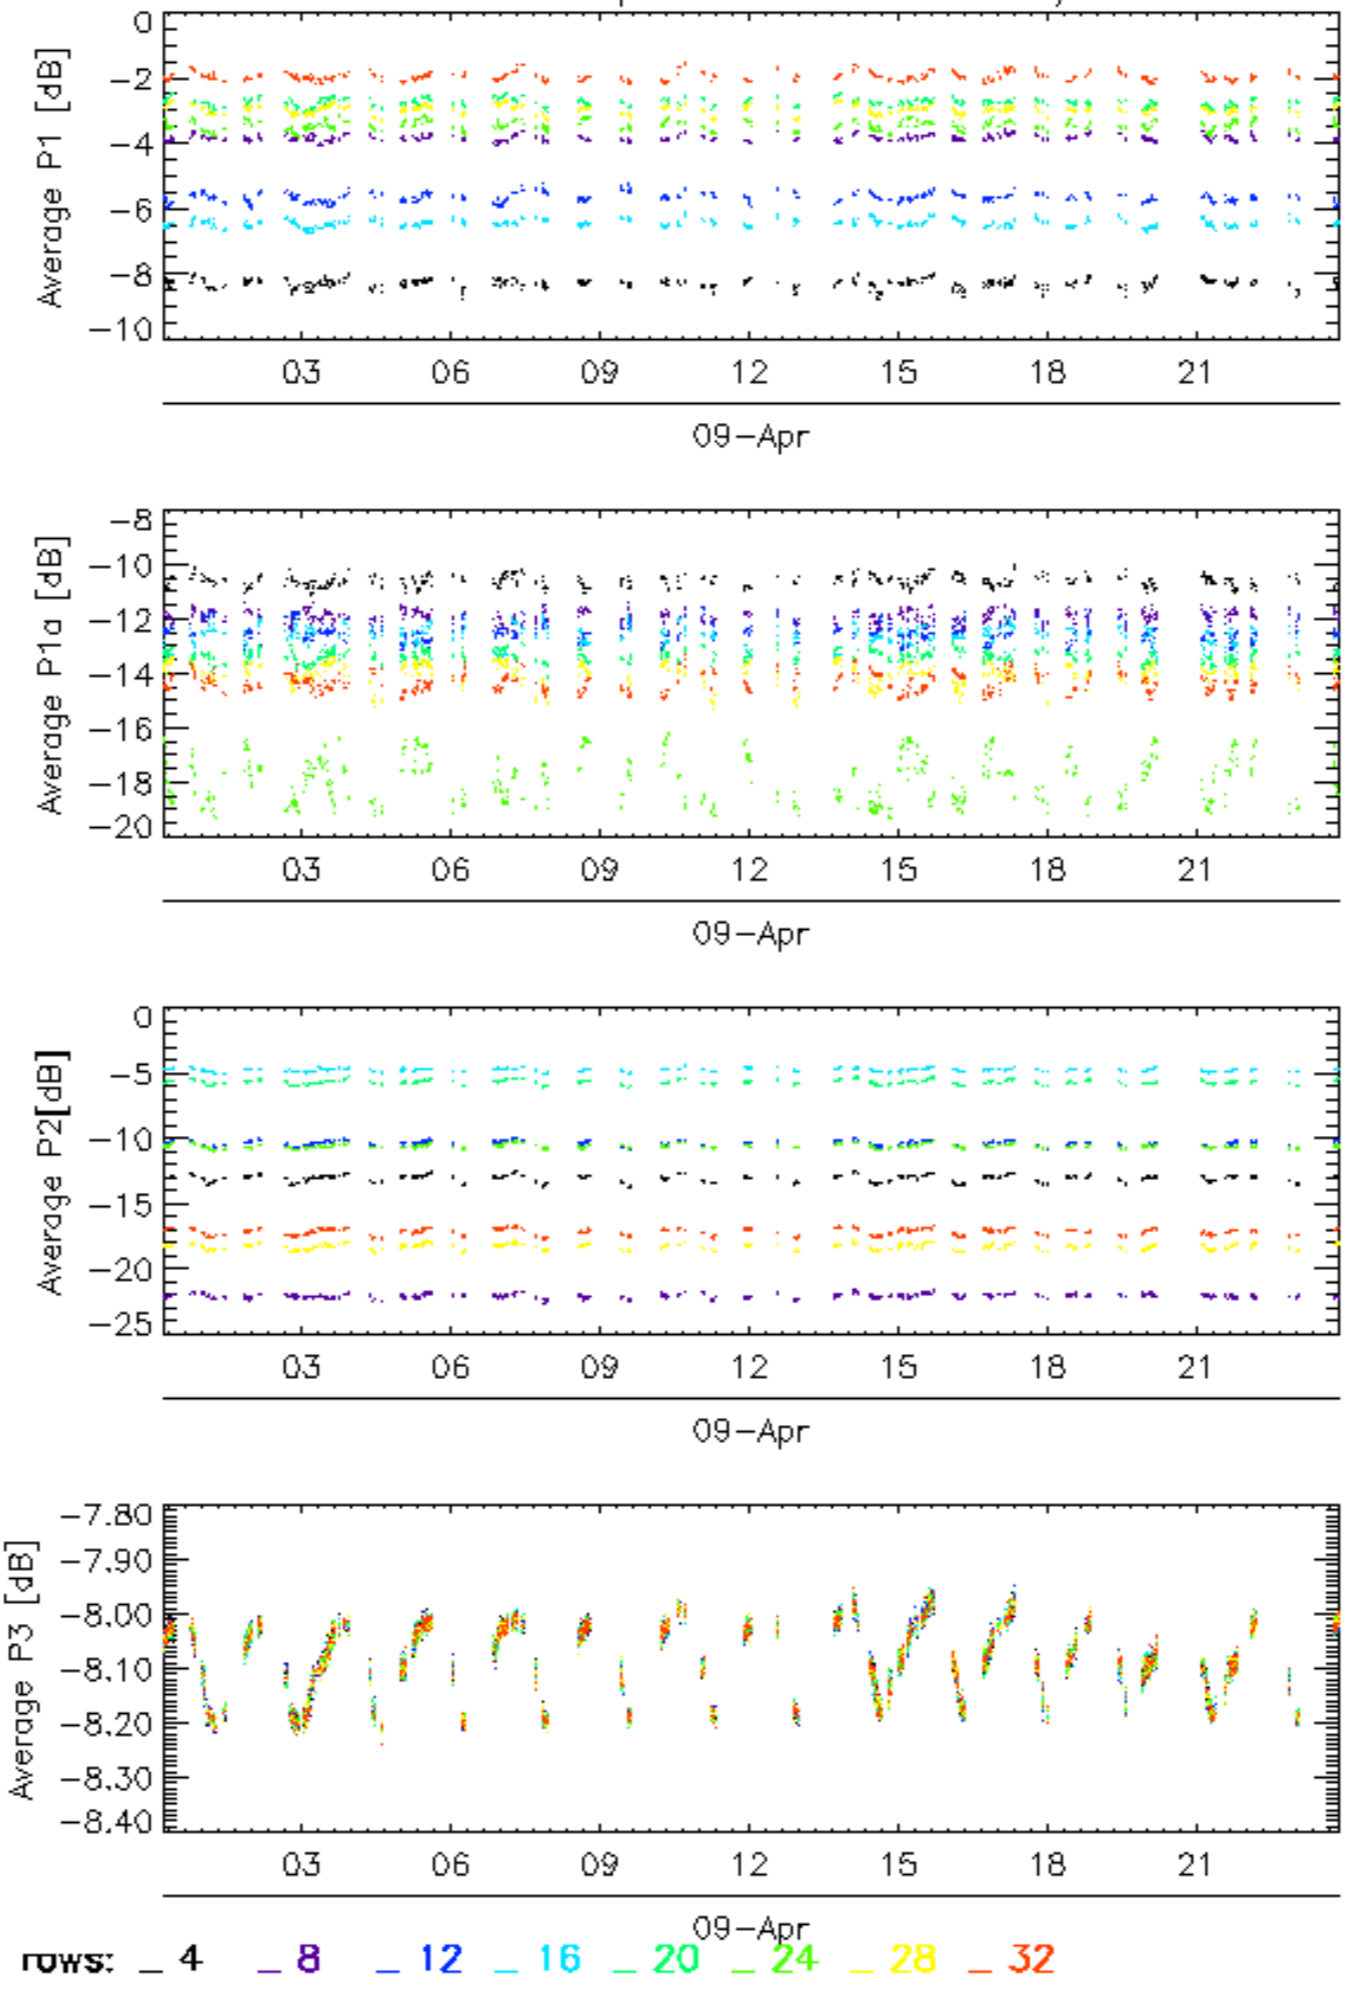 0
−2
−4
−6
−8
−10
Average P1 [dB]
03 06 09 12 15 18 21
09−Apr
−8
−10
−12
−14
−16
−18
−20
Average P1a [dB]
03 06 09 12 15 18 21
09−Apr
0
−5
−10
−15
−20
−25
Average P2[dB]
03 06 09 12 15 18 21
09−Apr
−7.80
−7.90
−8.00
−8.10
−8.20
−8.30
−8.40
Average P3 [dB]
03 06 09 12 15 18 21
09−Apr
rows: _ 4 _ 8 _ 12 _ 16 _ 20 _ 24 _ 28 _ 32